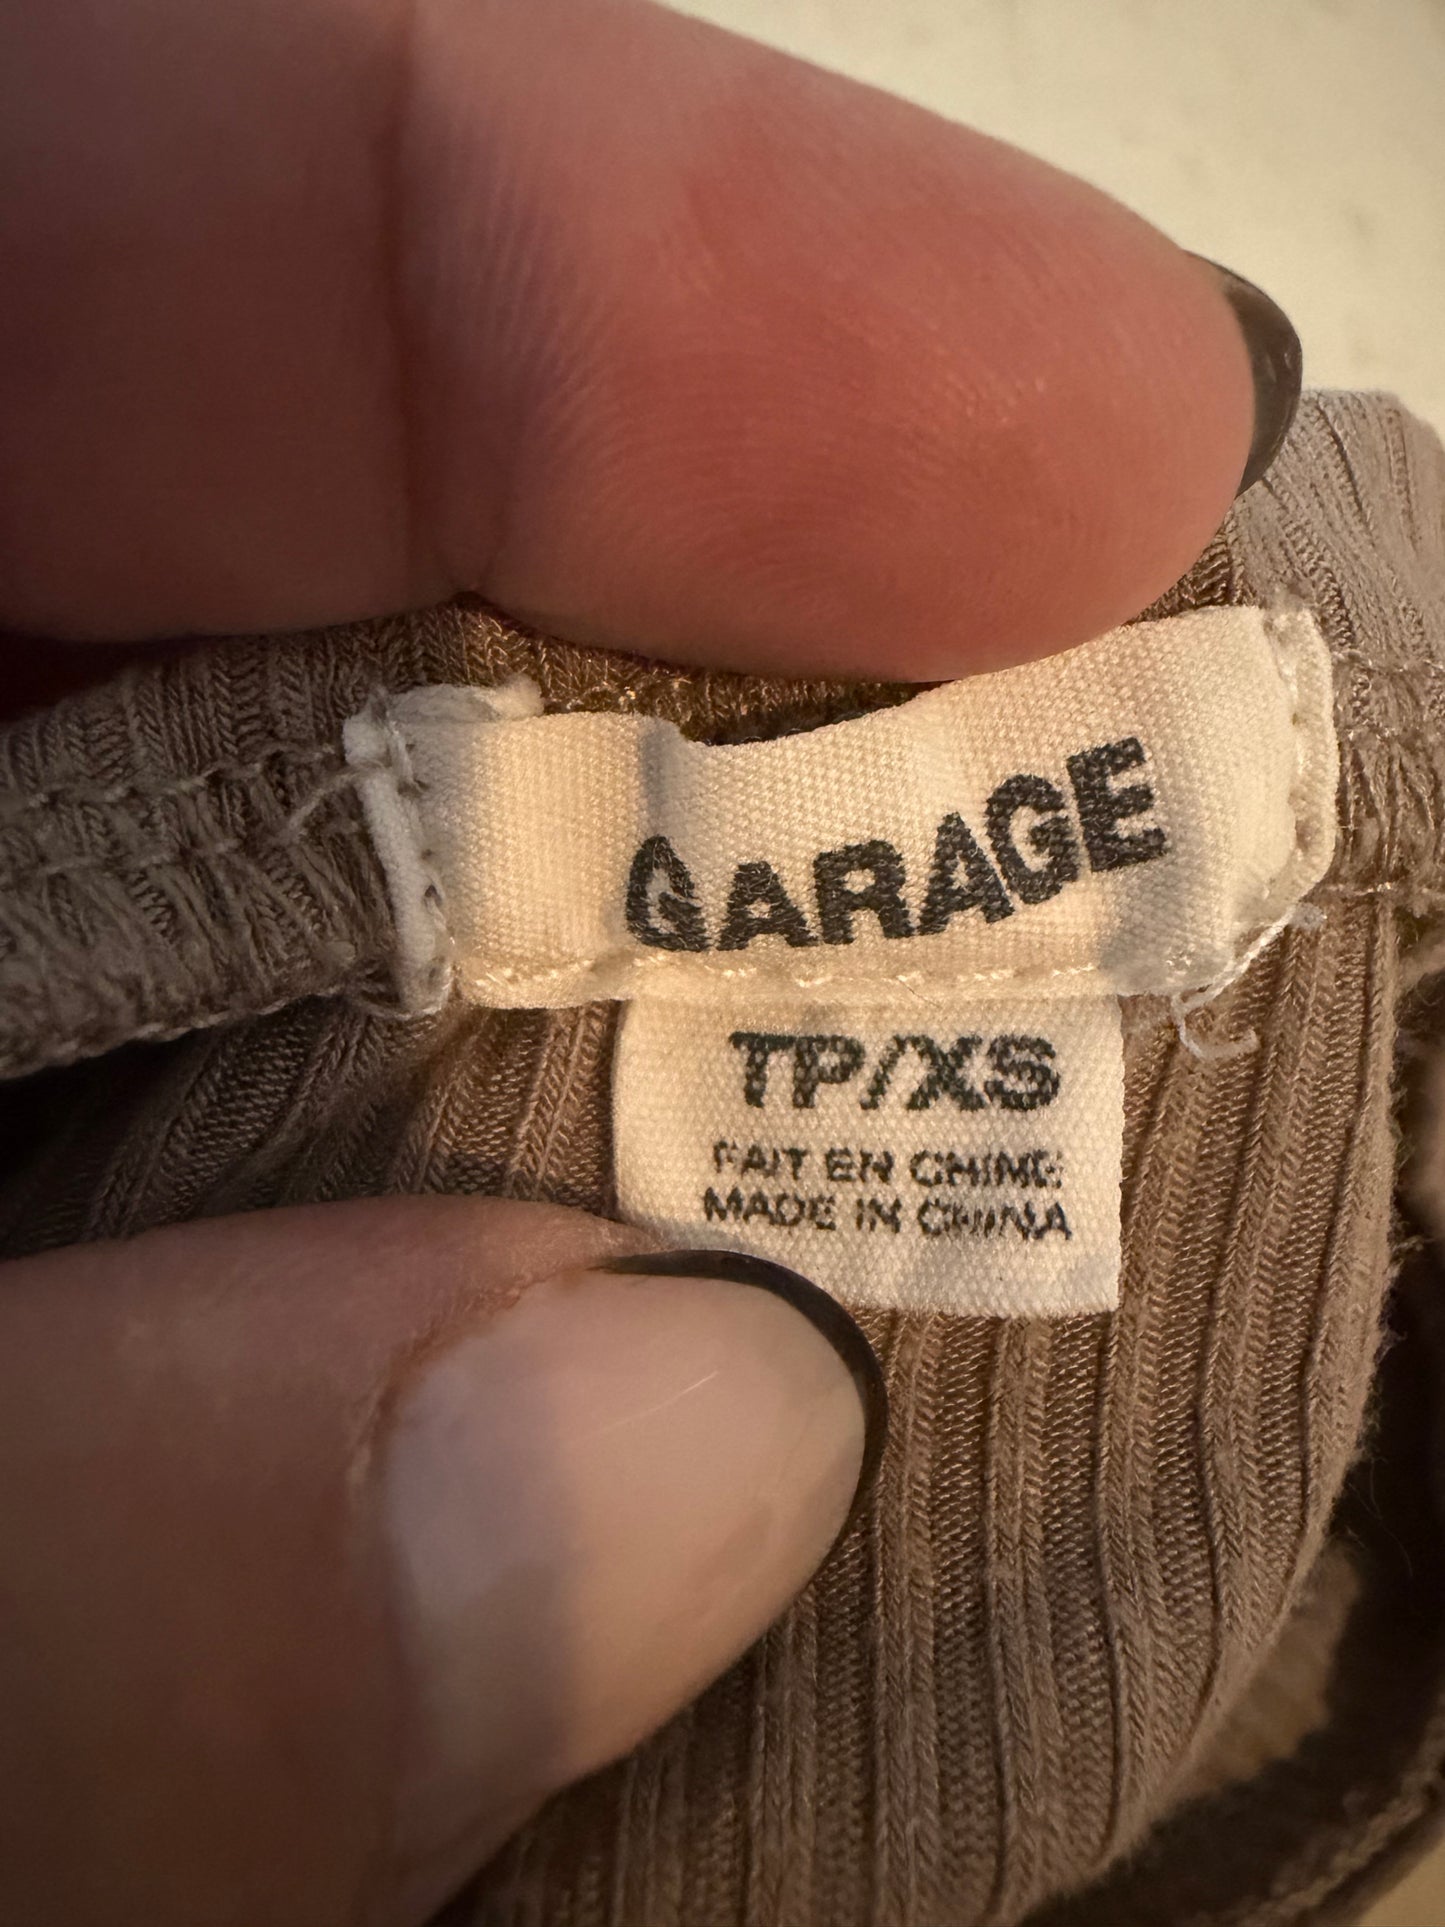 GARAGE
TP/XS
FAIT EN CHINE
MADE IN CHINA